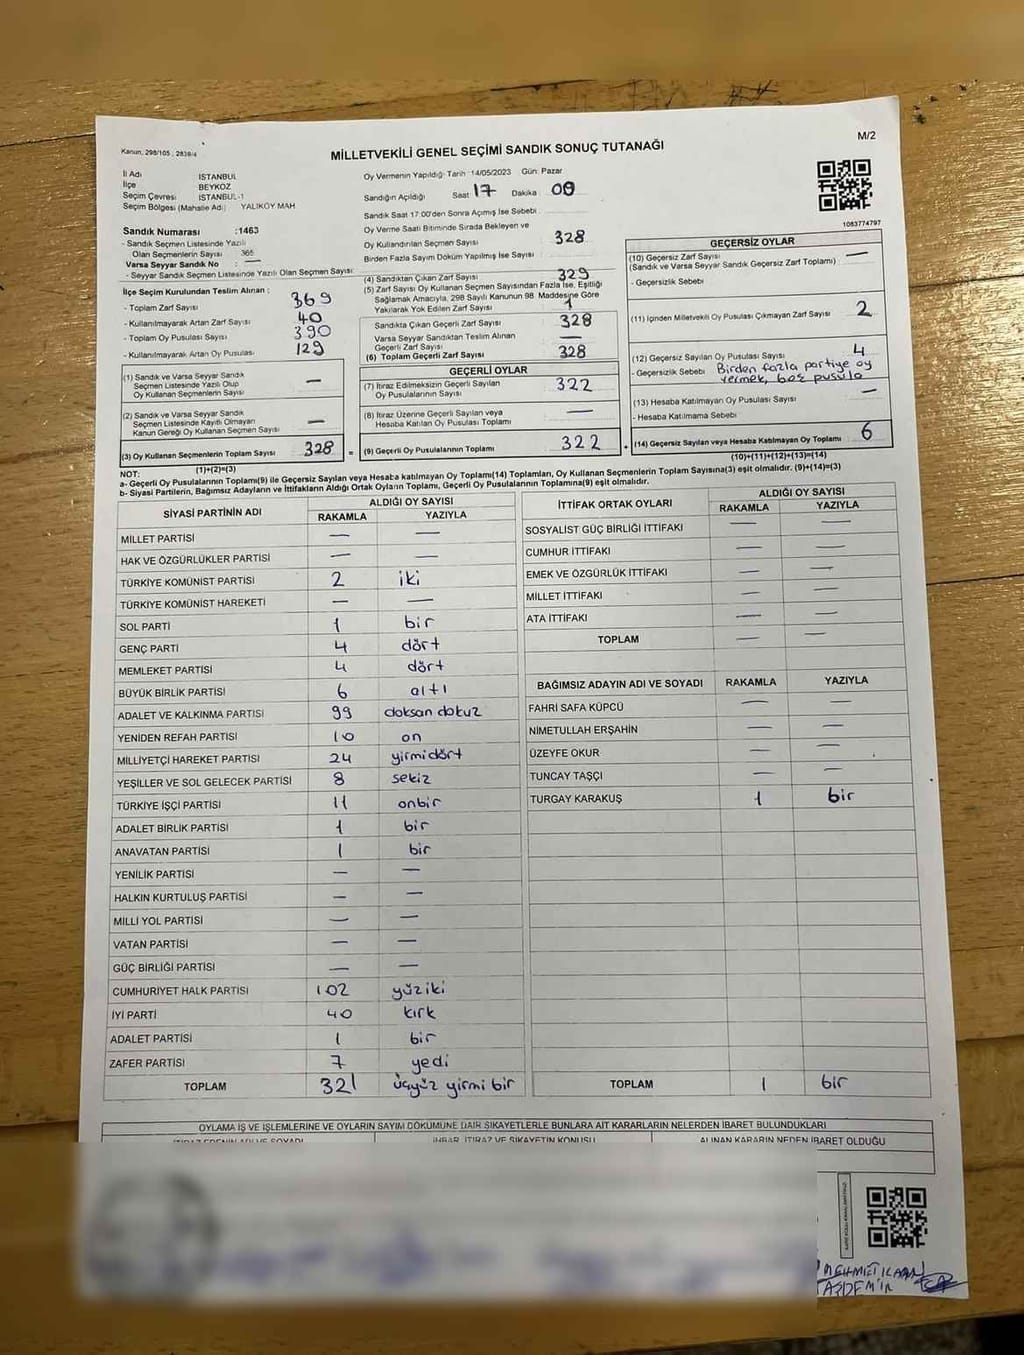 Kanun, 298/105 ; 2839/4
M/2
MİLLETVEKİLİ GENEL SEÇİMİ SANDIK SONUÇ TUTANAĞI
İl Adı İSTANBUL
İlçe BEYKOZ
Seçim Çevresi İSTANBUL-1
Seçim Bölgesi (Mahalle Adı) YALIKÖY MAH
Sandık Numarası :1463
- Sandık Seçmen Listesinde Yazılı
Olan Seçmenlerin Sayısı 365
Varsa Seyyar Sandık No : —
- Seyyar Sandık Seçmen Listesinde Yazılı Olan Seçmen Sayısı:
İlçe Seçim Kurulundan Teslim Alınan :
- Toplam Zarf Sayısı 369
- Kullanılmayarak Artan Zarf Sayısı 40
- Toplam Oy Pusulası 390
- Kullanılmayarak Artan Oy Pusulası 129
(1) Sandık ve Varsa Seyyar Sandık
Seçmen Listesinde Yazılı Olup
Oy Kullanan Seçmenlerin Sayısı —
(2) Sandık ve Varsa Seyyar Sandık
Seçmen Listesinde Kayıtlı Olmayan
Kanun Gereği Oy Kullanan Seçmen Sayısı —
(3) Oy Kullanan Seçmenlerin Toplam Sayısı 328
(1)+(2)=(3)
Oy Vermenin Yapıldığı Tarih :14/05/2023 Gün: Pazar
Sandığın Açıldığı Saat 17 Dakika 00
Sandık Saat 17:00'den Sonra Açılmış İse Sebebi :
Oy Verme Saati Bitiminde Sırada Bekleyen ve
Oy Kullandırılan Seçmen Sayısı 328
Birden Fazla Sayım Döküm Yapılmış İse Sayısı :
(4) Sandıktan Çıkan Zarf Sayısı 329
(5) Zarf Sayısı Oy Kullanan Seçmen Sayısından Fazla İse, Eşitliği
Sağlamak Amacıyla, 298 Sayılı Kanunun 98. Maddesine Göre
Yakılarak Yok Edilen Zarf Sayısı 1
Sandıkta Çıkan Geçerli Zarf Sayısı 328
Varsa Seyyar Sandıktan Teslim Alınan
Geçerli Zarf Sayısı —
(6) Toplam Geçerli Zarf Sayısı 328
GEÇERLİ OYLAR
(7) İtiraz Edilmeksizin Geçerli Sayılan
Oy Pusulalarının Sayısı 322
(8) İtiraz Üzerine Geçerli Sayılan veya
Hesaba Katılan Oy Pusulası Toplamı —
(9) Geçerli Oy Pusulalarının Toplamı 322
1083774797
GEÇERSİZ OYLAR
(10) Geçersiz Zarf Sayısı —
(Sandık ve Varsa Seyyar Sandık Geçersiz Zarf Toplamı) :
- Geçersizlik Sebebi :
(11) İçinden Milletvekili Oy Pusulası Çıkmayan Zarf Sayısı 2
(12) Geçersiz Sayılan Oy Pusulası Sayısı 4
- Geçersizlik Sebebi Birden fazla partiye oy
vermek, boş pusula
(13) Hesaba Katılmayan Oy Pusulası Sayısı —
- Hesaba Katılmama Sebebi
(14) Geçersiz Sayılan veya Hesaba Katılmayan Oy Toplamı 6
(10)+(11)+(12)+(13)=(14)
NOT:
a- Geçerli Oy Pusulalarının Toplamı(9) ile Geçersiz Sayılan veya Hesaba katılmayan Oy Toplamı(14) Toplamları, Oy Kullanan Seçmenlerin Toplam Sayısına(3) eşit olmalıdır. (9)+(14)=(3)
b- Siyasi Partilerin, Bağımsız Adayların ve İttifakların Aldığı Ortak Oyların Toplamı, Geçerli Oy Pusulalarının Toplamına(9) eşit olmalıdır.
SİYASİ PARTİNİN ADI ALDIĞI OY SAYISI
RAKAMLA YAZIYLA
MİLLET PARTİSİ — —
HAK VE ÖZGÜRLÜKLER PARTİSİ — —
TÜRKİYE KOMÜNİST PARTİSİ 2 iki
TÜRKİYE KOMÜNİST HAREKETİ — —
SOL PARTİ 1 bir
GENÇ PARTİ 4 dört
MEMLEKET PARTİSİ 4 dört
BÜYÜK BİRLİK PARTİSİ 6 altı
ADALET VE KALKINMA PARTİSİ 99 doksan dokuz
YENİDEN REFAH PARTİSİ 10 on
MİLLİYETÇİ HAREKET PARTİSİ 24 yirmidört
YEŞİLLER VE SOL GELECEK PARTİSİ 8 sekiz
TÜRKİYE İŞÇİ PARTİSİ 11 onbir
ADALET BİRLİK PARTİSİ 1 bir
ANAVATAN PARTİSİ 1 bir
YENİLİK PARTİSİ — —
HALKIN KURTULUŞ PARTİSİ — —
MİLLİ YOL PARTİSİ — —
VATAN PARTİSİ — —
GÜÇ BİRLİĞİ PARTİSİ — —
CUMHURİYET HALK PARTİSİ 102 yüziki
İYİ PARTİ 40 kırk
ADALET PARTİSİ 1 bir
ZAFER PARTİSİ 7 yedi
TOPLAM 321 üçyüz yirmi bir
İTTİFAK ORTAK OYLARI ALDIĞI OY SAYISI
RAKAMLA YAZIYLA
SOSYALİST GÜÇ BİRLİĞİ İTTİFAKI — —
CUMHUR İTTİFAKI — —
EMEK VE ÖZGÜRLÜK İTTİFAKI — —
MİLLET İTTİFAKI — —
ATA İTTİFAKI — —
TOPLAM — —
BAĞIMSIZ ADAYIN ADI VE SOYADI RAKAMLA YAZIYLA
FAHRİ SAFA KÜPCÜ — —
NİMETULLAH ERŞAHİN — —
ÜZEYFE OKUR — —
TUNCAY TAŞÇI — —
TURGAY KARAKUŞ 1 bir
TOPLAM 1 bir
OYLAMA İŞ VE İŞLEMLERİNE VE OYLARIN SAYIM DÖKÜMÜNE DAİR ŞİKAYETLERLE BUNLARA AİT KARARLARIN NELERDEN İBARET BULUNDUKLARI
İTİRAZ EDENİN ADI VE SOYADI İHBAR, İTİRAZ VE ŞİKAYETİN KONUSU ALINAN KARARIN NEDEN İBARET OLDUĞU